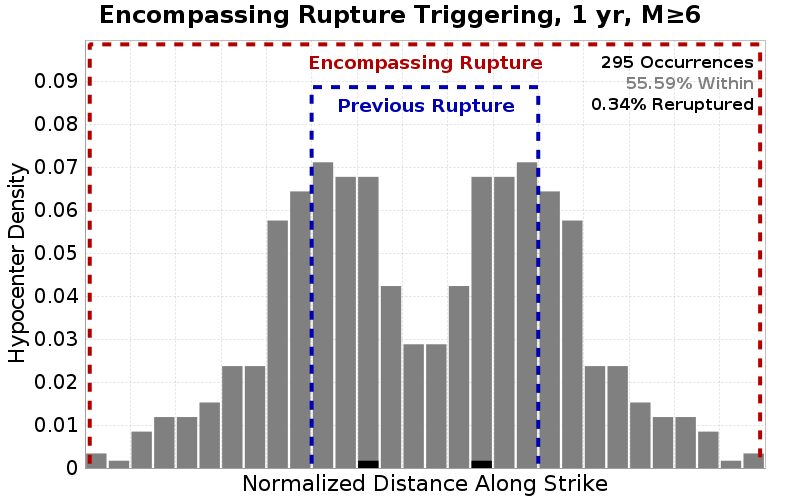 Encompassing Rupture Triggering, 1 yr, M≥6
Encompassing Rupture
295 Occurrences
55.59% Within
0.34% Reruptured
Previous Rupture
Hypocenter Density
0.09
0.08
0.07
0.06
0.05
0.04
0.03
0.02
0.01
0
Normalized Distance Along Strike